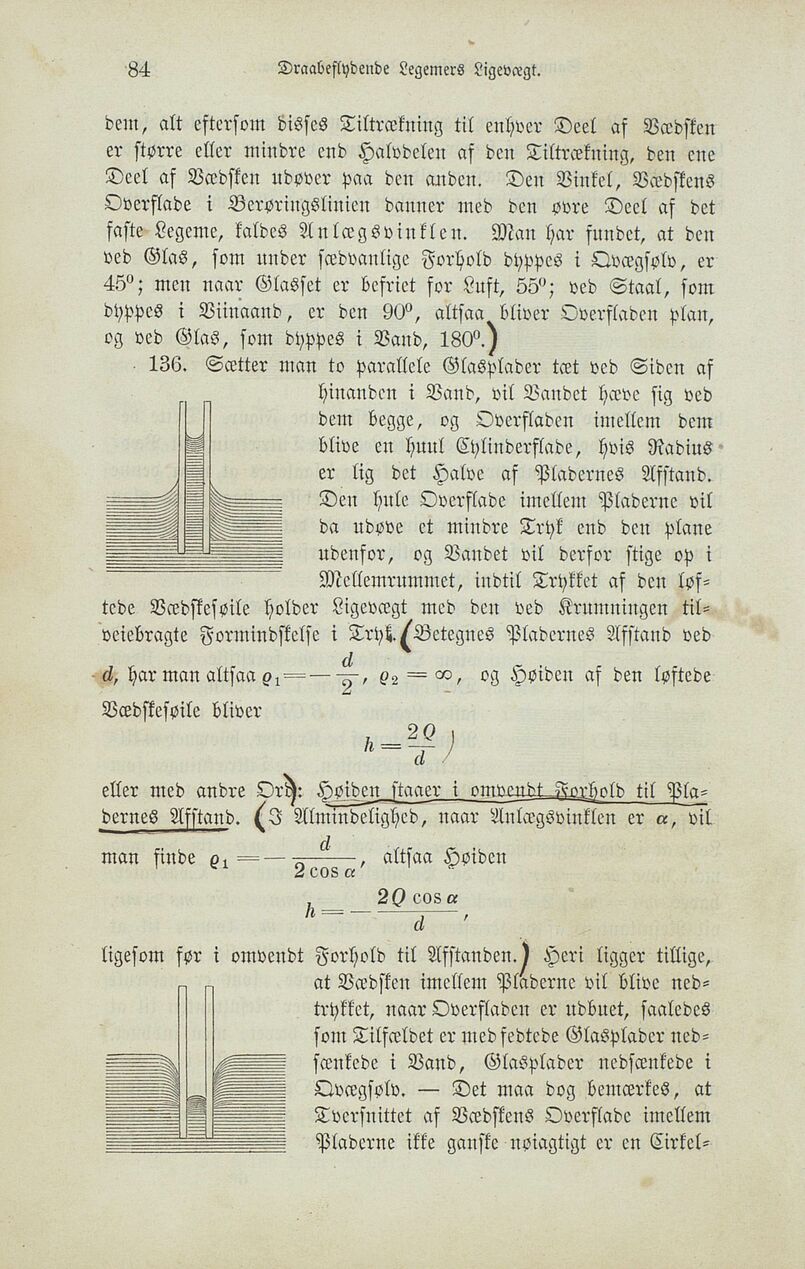 84 Draabeflydende Legemers Ligevægt.
dem, alt eftersom disses Tiltrækning til enhver Deel af Vædsken
er større eller mindre end Halvdelen af den Tiltrækning, den ene
Deel af Vædsken udøver paa den anden. Den Vinkel, Vædskens
Overflade i Berøringslinien danner med den øvre Deel af det
faste Legeme, kaldes Anlægsvinklen. Man har fundet, at den
ved Glas, som under sædvanlige Forhold dyppes i Qvægsølv, er
45°; men naar Glasset er befriet for Luft, 55°; ved Staal, som
dyppes i Viinaand, er den 90°, altsaa bliver Overfladen plan,
og ved Glas, som dyppes i Vand, 180°.)
136. Sætter man to parallele Glasplader tæt ved Siden af
hinanden i Vand, vil Vandet hæve sig ved
dem begge, og Overfladen imellem dem
blive en huul Cylinderflade, hvis Radius
er lig det Halve af Pladernes Afstand.
Den hule Overflade imellem Pladerne vil
da udøve et mindre Tryk end den plane
udenfor, og Vandet vil derfor stige op i
Mellemrummet, indtil Trykket af den løf-
tede Vædskesøile holder Ligevægt med den ved Krumningen til-
veiebragte Formindskelse i Tryk. (Betegnes Pladernes Afstand ved
d, har man altsaa ϱ₁ = — d/2, ϱ₂ = ∞, og Høiden af den løftede
Vædskesøile bliver
h = 2Q/d )
eller med andre Ord: Høiden staaer i omvendt Forhold til Pla-
dernes Afstand. (I Almindelighed, naar Anlægsvinklen er α, vil
man finde ϱ₁ = — d/(2 cos α), altsaa Høiden
h = — 2Q cos α/d,
ligesom før i omvendt Forhold til Afstanden.) Heri ligger tillige,
at Vædsken imellem Pladerne vil blive ned-
trykket, naar Overfladen er udbuet, saaledes
som Tilfældet er med fedtede Glasplader ned-
sænkede i Vand, Glasplader nedsænkede i
Qvægsølv. — Det maa dog bemærkes, at
Tversnittet af Vædskens Overflade imellem
Pladerne ikke ganske nøiagtigt er en Cirkel-